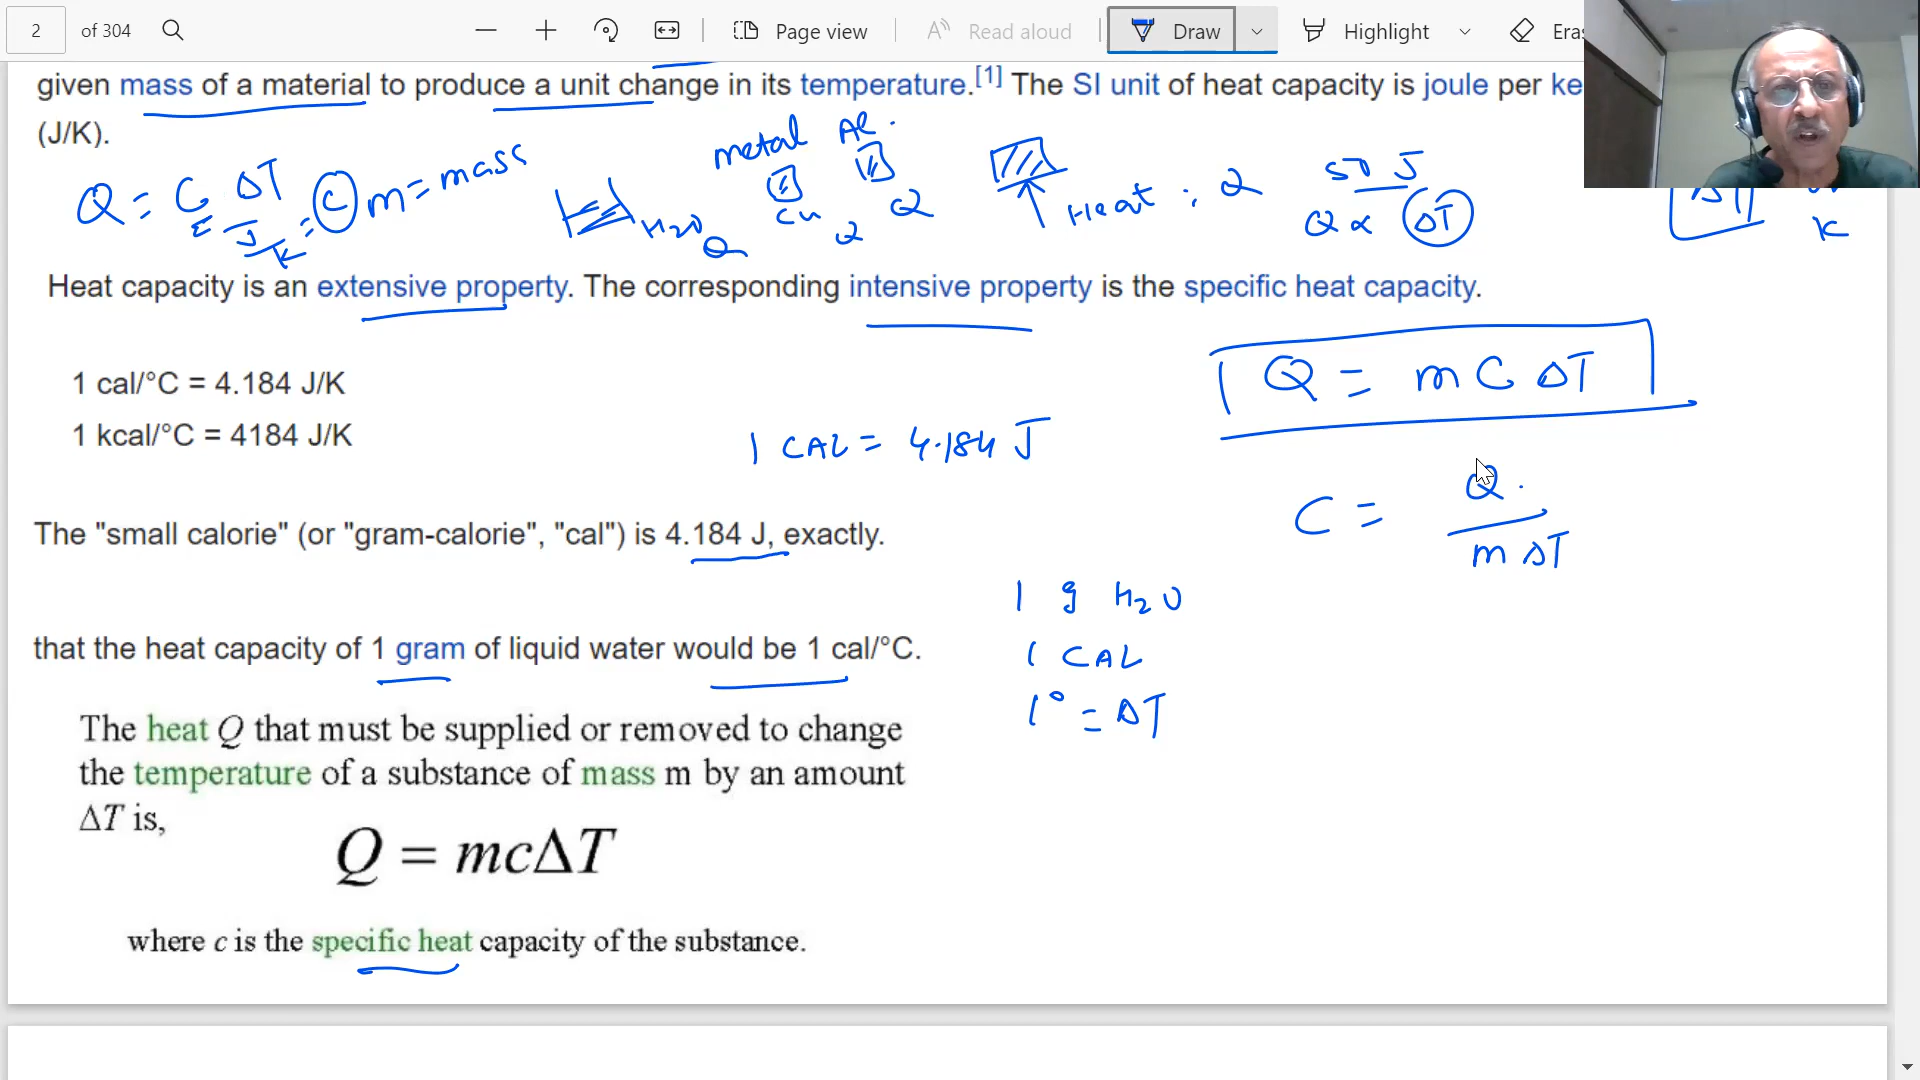 2 of 304 Page view Read aloud Draw Highlight Eras
given mass of a material to produce a unit change in its temperature.[1] The SI unit of heat capacity is joule per ke
(J/K).
metal Al.
Q = C ΔT
J/K = C m = mass
H2O Q
Cu Q
Q
Heat : Q
50 J
Q ∝ ΔT
ΔT
K
Heat capacity is an extensive property. The corresponding intensive property is the specific heat capacity.
Q = m C ΔT
1 cal/°C = 4.184 J/K
1 kcal/°C = 4184 J/K
1 CAL = 4.184 J
C = Q / m ΔT
The "small calorie" (or "gram-calorie", "cal") is 4.184 J, exactly.
1 g H2O
that the heat capacity of 1 gram of liquid water would be 1 cal/°C.
1 CAL
1° = ΔT
The heat Q that must be supplied or removed to change
the temperature of a substance of mass m by an amount
ΔT is,
Q = mcΔT
where c is the specific heat capacity of the substance.